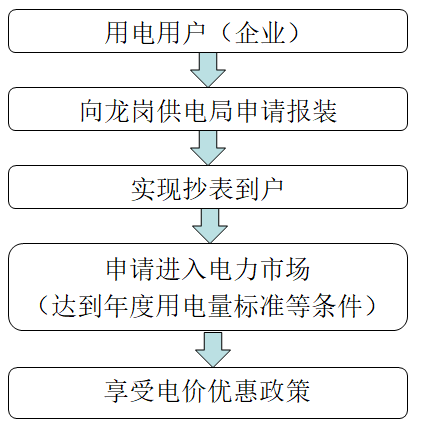 用电用户（企业）
向龙岗供电局申请报装
实现抄表到户
申请进入电力市场
（达到年度用电量标准等条件）
享受电价优惠政策